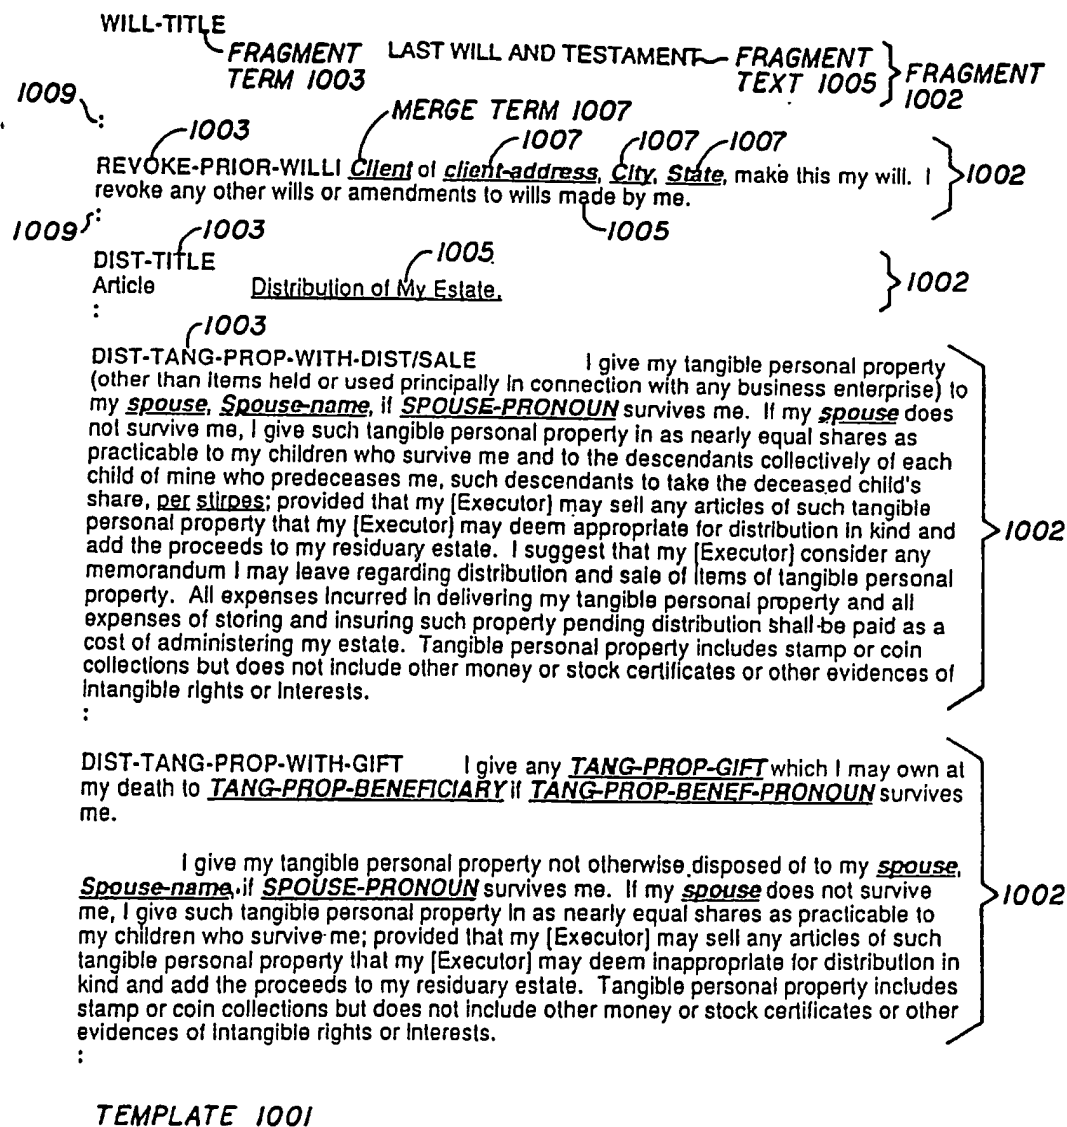 WILL-TITLE
FRAGMENT TERM 1003
LAST WILL AND TESTAMENT
FRAGMENT TEXT 1005
FRAGMENT 1002
1009
:
MERGE TERM 1007
1003
1007
1007
1007
REVOKE-PRIOR-WILLI Client of client-address, City, State, make this my will. I
revoke any other wills or amendments to wills made by me.
1002
1009
:
1003
1005
1005
DIST-TITLE
Article Distribution of My Estate.
1002
:
1003
DIST-TANG-PROP-WITH-DIST/SALE I give my tangible personal property
(other than items held or used principally in connection with any business enterprise) to
my spouse, Spouse-name, if SPOUSE-PRONOUN survives me. If my spouse does
not survive me, I give such tangible personal property in as nearly equal shares as
practicable to my children who survive me and to the descendants collectively of each
child of mine who predeceases me, such descendants to take the deceased child's
share, per stirpes; provided that my [Executor] may sell any articles of such tangible
personal property that my [Executor] may deem appropriate for distribution in kind and
add the proceeds to my residuary estate. I suggest that my [Executor] consider any
memorandum I may leave regarding distribution and sale of items of tangible personal
property. All expenses incurred in delivering my tangible personal property and all
expenses of storing and insuring such property pending distribution shall be paid as a
cost of administering my estate. Tangible personal property includes stamp or coin
collections but does not include other money or stock certificates or other evidences of
intangible rights or interests.
1002
:
DIST-TANG-PROP-WITH-GIFT I give any TANG-PROP-GIFT which I may own at
my death to TANG-PROP-BENEFICIARY if TANG-PROP-BENEF-PRONOUN survives
me.
I give my tangible personal property not otherwise disposed of to my spouse,
Spouse-name, if SPOUSE-PRONOUN survives me. If my spouse does not survive
me, I give such tangible personal property in as nearly equal shares as practicable to
my children who survive me; provided that my [Executor] may sell any articles of such
tangible personal property that my [Executor] may deem inappropriate for distribution in
kind and add the proceeds to my residuary estate. Tangible personal property includes
stamp or coin collections but does not include other money or stock certificates or other
evidences of intangible rights or interests.
1002
:
TEMPLATE 1001